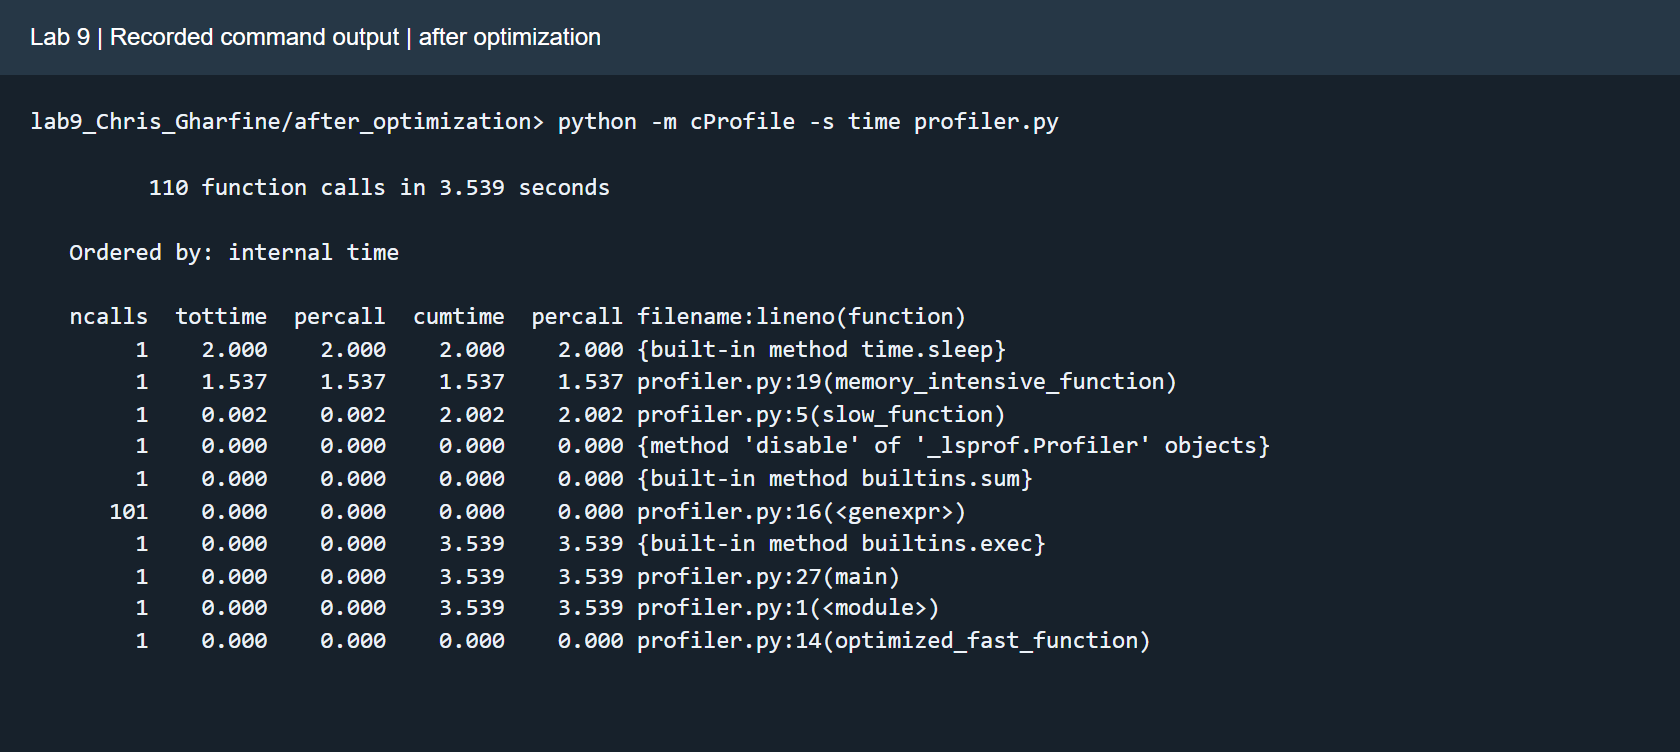 Lab 9 | Recorded command output | after optimization
lab9_Chris_Gharfine/after_optimization> python -m cProfile -s time profiler.py
110 function calls in 3.539 seconds
Ordered by: internal time
ncalls  tottime  percall  cumtime  percall filename:lineno(function)
1    2.000    2.000    2.000    2.000 {built-in method time.sleep}
1    1.537    1.537    1.537    1.537 profiler.py:19(memory_intensive_function)
1    0.002    0.002    2.002    2.002 profiler.py:5(slow_function)
1    0.000    0.000    0.000    0.000 {method 'disable' of '_lsprof.Profiler' objects}
1    0.000    0.000    0.000    0.000 {built-in method builtins.sum}
101    0.000    0.000    0.000    0.000 profiler.py:16(<genexpr>)
1    0.000    0.000    3.539    3.539 {built-in method builtins.exec}
1    0.000    0.000    3.539    3.539 profiler.py:27(main)
1    0.000    0.000    3.539    3.539 profiler.py:1(<module>)
1    0.000    0.000    0.000    0.000 profiler.py:14(optimized_fast_function)